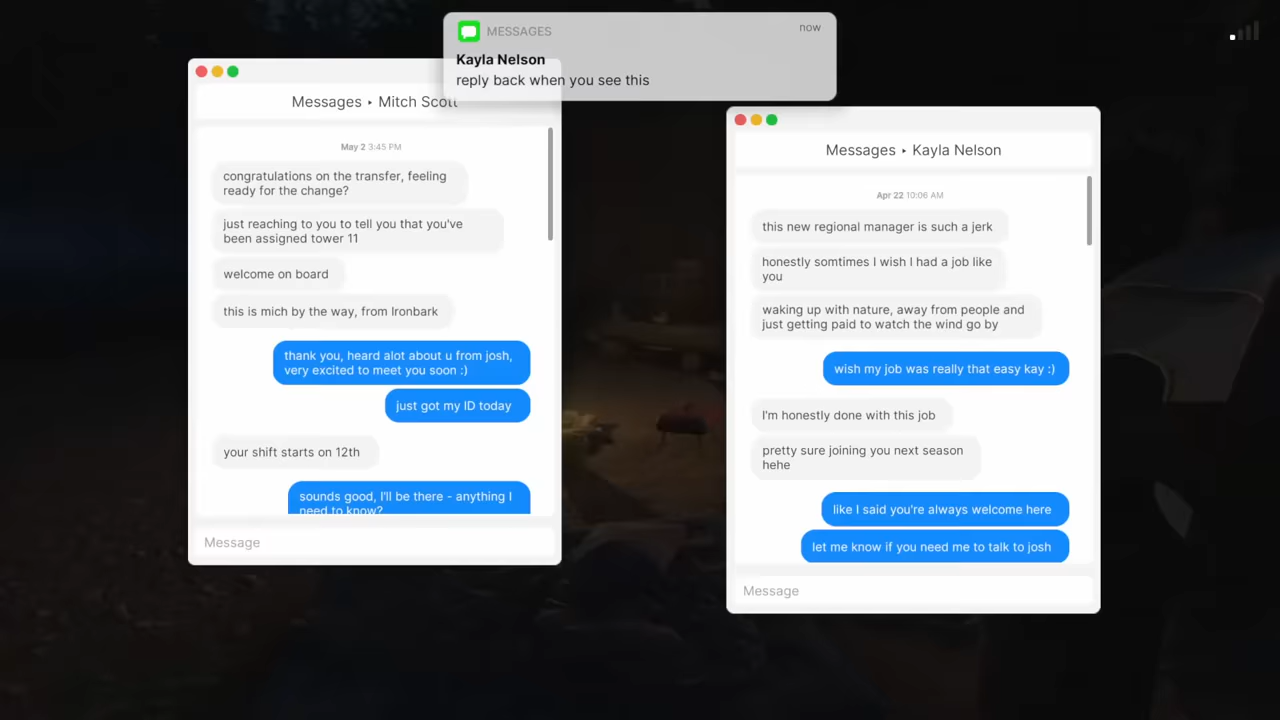 MESSAGES
now
Kayla Nelson
reply back when you see this
Messages ‣ Mitch Scott
May 2 3:45 PM
congratulations on the transfer, feeling
ready for the change?
just reaching to you to tell you that you've
been assigned tower 11
welcome on board
this is mich by the way, from Ironbark
thank you, heard alot about u from josh,
very excited to meet you soon :)
just got my ID today
your shift starts on 12th
sounds good, I'll be there - anything I
need to know?
Message
Messages ‣ Kayla Nelson
Apr 22 10:06 AM
this new regional manager is such a jerk
honestly somtimes I wish I had a job like
you
waking up with nature, away from people and
just getting paid to watch the wind go by
wish my job was really that easy kay :)
I'm honestly done with this job
pretty sure joining you next season
hehe
like I said you're always welcome here
let me know if you need me to talk to josh
Message